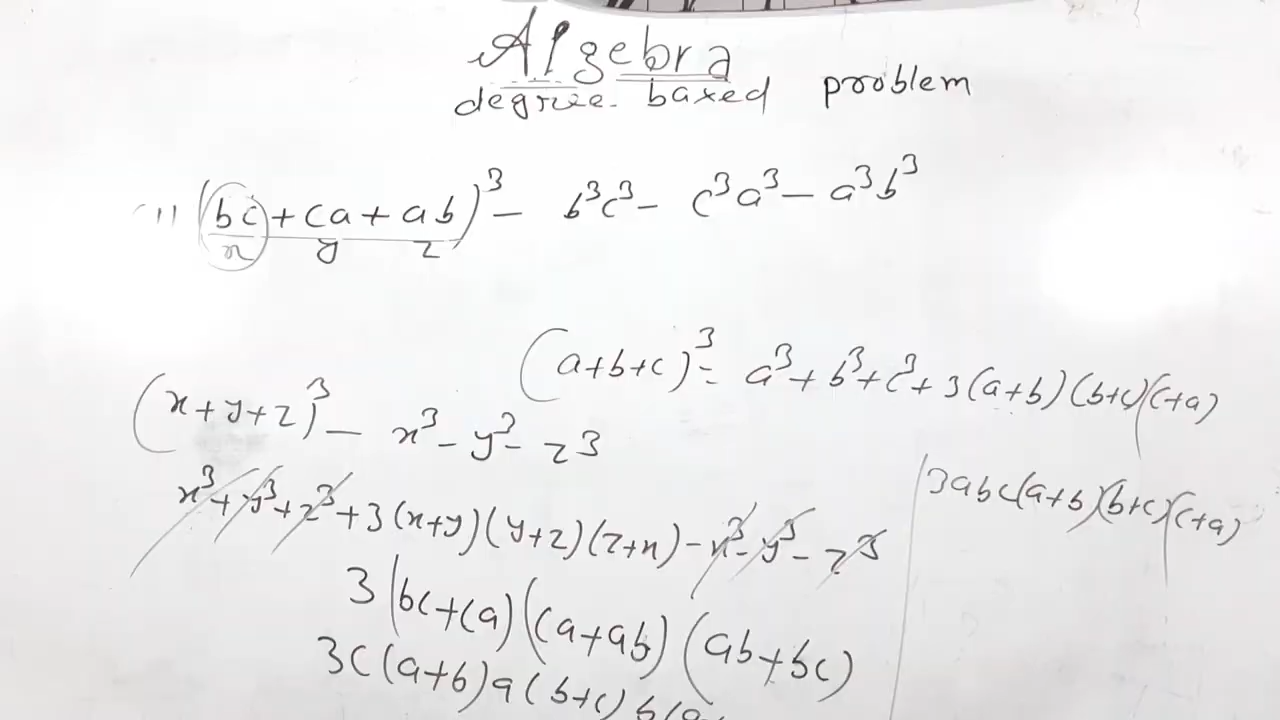 Algebra
degree- baxed problem
(1) (bc + ca + ab)³ - b³c³ - c³a³ - a³b³
x y z
(a+b+c)³ = a³ + b³ + c³ + 3(a+b)(b+c)(c+a)
(x+y+z)³ - x³ - y³ - z³
3abc(a+b)(b+c)(c+a)
x³ + y³ + z³ + 3(x+y)(y+z)(z+x) - x³ - y³ - z³
3(bc+ca)(ca+ab)(ab+bc)
3c(a+b)a(b+c)b(a